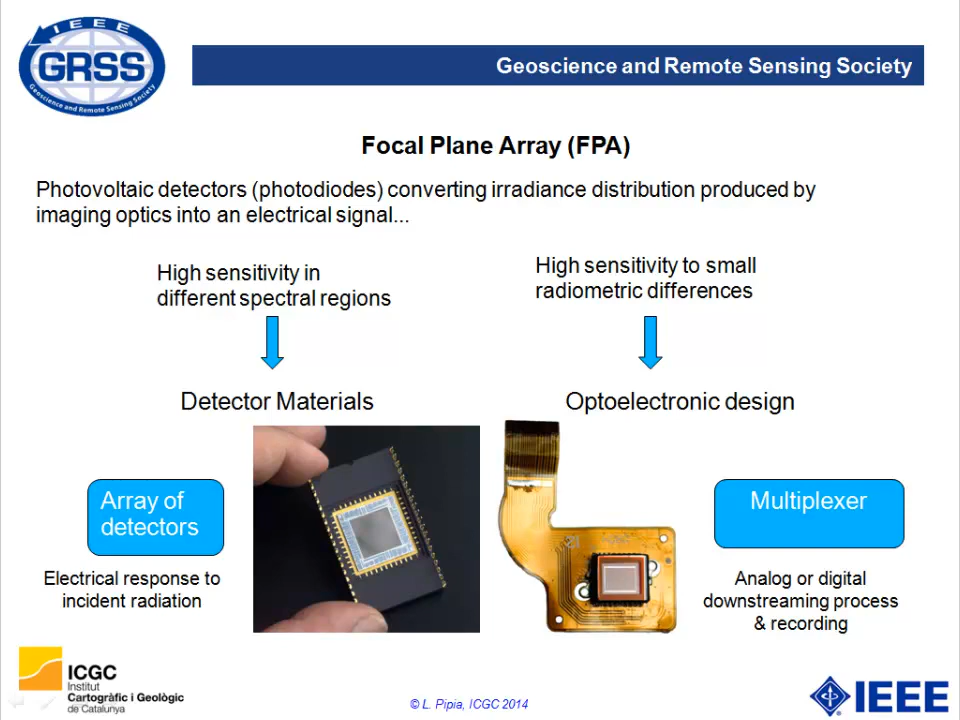 IEEE
GRSS
Geoscience and Remote Sensing Society
Geoscience and Remote Sensing Society
Focal Plane Array (FPA)
Photovoltaic detectors (photodiodes) converting irradiance distribution produced by
imaging optics into an electrical signal...
High sensitivity in
different spectral regions
High sensitivity to small
radiometric differences
Detector Materials
Optoelectronic design
Array of
detectors
Multiplexer
Electrical response to
incident radiation
Analog or digital
downstreaming process
& recording
ICGC
Institut
Cartogràfic i Geològic
de Catalunya
© L. Pipia, ICGC 2014
IEEE